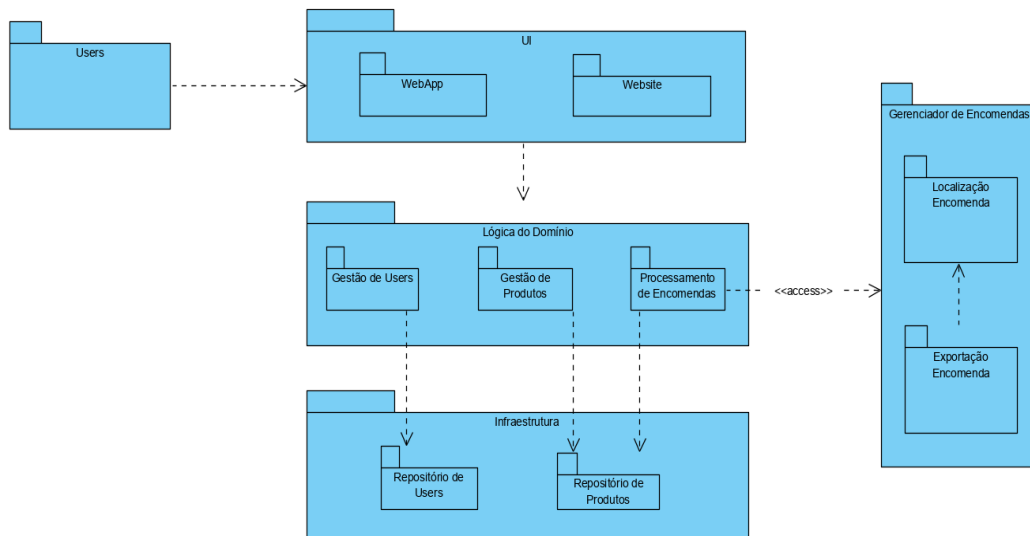 Users
UI
WebApp
Website
Gerenciador de Encomendas
Localização
Encomenda
Lógica do Domínio
Gestão de Users
Gestão de
Produtos
Processamento
de Encomendas
<<access>>
Exportação
Encomenda
Infraestrutura
Repositório de
Users
Repositório de
Produtos